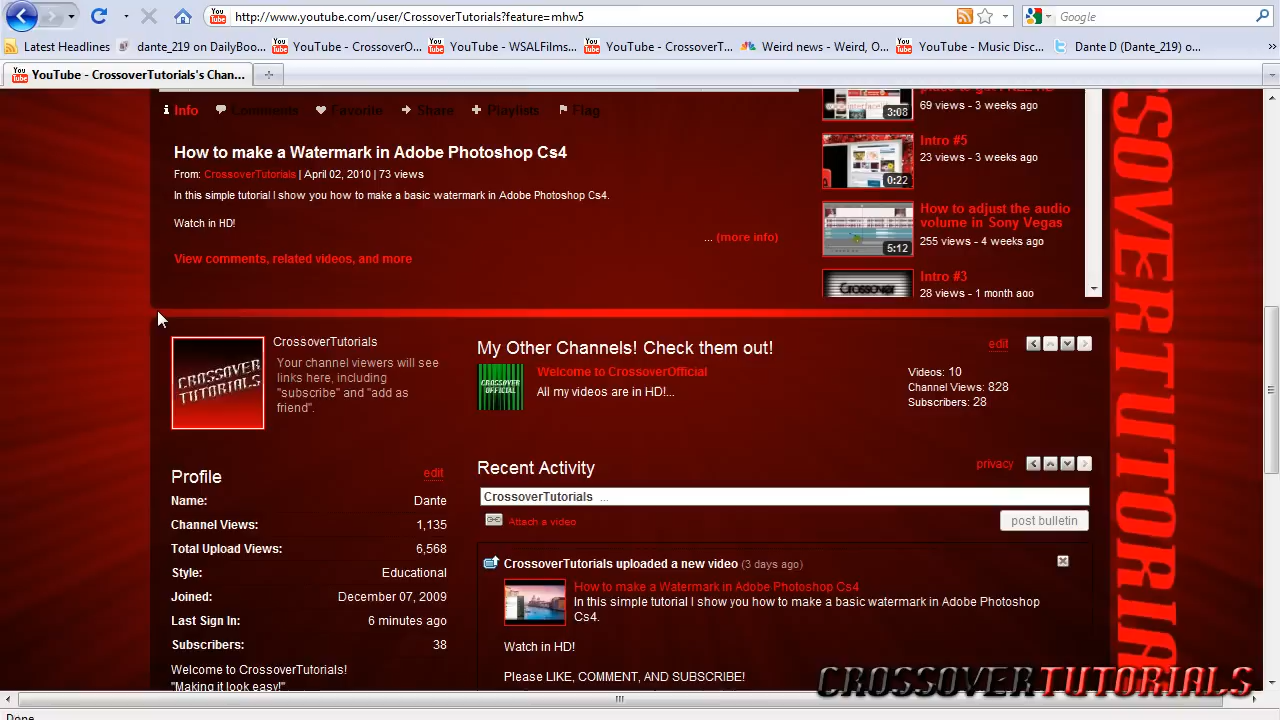 http://www.youtube.com/user/CrossoverTutorials?feature=mhw5
Google
Latest Headlines
dante_219 on DailyBoo...
YouTube - CrossoverO...
YouTube - WSALFilms...
YouTube - CrossoverT...
Weird news - Weird, O...
YouTube - Music Disc...
Dante D (Dante_219) o...
YouTube - CrossoverTutorials's Chan...
Info
Comments
Favorite
Share
Playlists
Flag
How to make a Watermark in Adobe Photoshop Cs4
From: CrossoverTutorials | April 02, 2010 | 73 views
In this simple tutorial I show you how to make a basic watermark in Adobe Photoshop Cs4.
Watch in HD!
... (more info)
View comments, related videos, and more
69 views - 3 weeks ago
3:08
Intro #5
23 views - 3 weeks ago
0:22
How to adjust the audio
volume in Sony Vegas
255 views - 4 weeks ago
5:12
Intro #3
28 views - 1 month ago
CROSSOVER TUTORIALS
CrossoverTutorials
Your channel viewers will see
links here, including
"subscribe" and "add as
friend".
My Other Channels! Check them out!
edit
CROSSOVER OFFICIAL
Welcome to CrossoverOfficial
All my videos are in HD!...
Videos: 10
Channel Views: 828
Subscribers: 28
Profile
edit
Name: Dante
Channel Views: 1,135
Total Upload Views: 6,568
Style: Educational
Joined: December 07, 2009
Last Sign In: 6 minutes ago
Subscribers: 38
Welcome to CrossoverTutorials!
"Making it look easy!"
Recent Activity
privacy
CrossoverTutorials ...
Attach a video
post bulletin
CrossoverTutorials uploaded a new video (3 days ago)
How to make a Watermark in Adobe Photoshop Cs4
In this simple tutorial I show you how to make a basic watermark in Adobe Photoshop
Cs4.
Watch in HD!
Please LIKE, COMMENT, AND SUBSCRIBE!
SOVERTUTORIA
CROSSOVERTUTORIALS